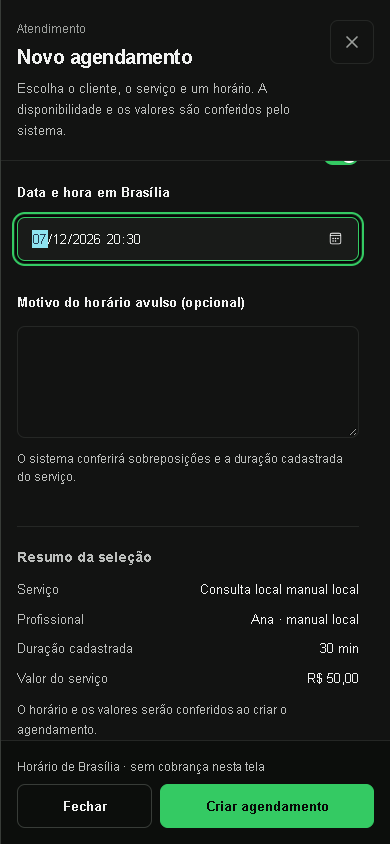 Atendimento
Novo agendamento
Escolha o cliente, o serviço e um horário. A
disponibilidade e os valores são conferidos pelo
sistema.
Data e hora em Brasília
07/12/2026 20:30
Motivo do horário avulso (opcional)
O sistema conferirá sobreposições e a duração cadastrada
do serviço.
Resumo da seleção
Serviço Consulta local manual local
Profissional Ana · manual local
Duração cadastrada 30 min
Valor do serviço R$ 50,00
O horário e os valores serão conferidos ao criar o
agendamento.
Horário de Brasília · sem cobrança nesta tela
Fechar Criar agendamento